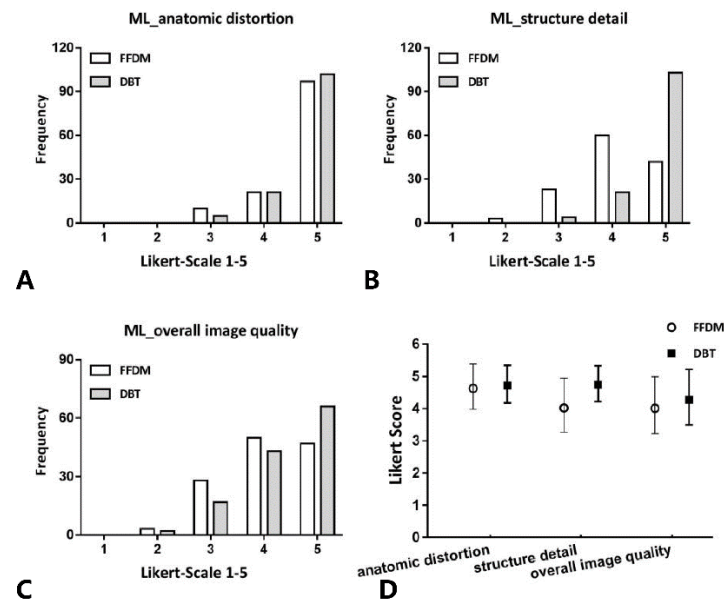 ML_anatomic distortion
120
90
60
30
0
Frequency
FFDM
DBT
1 2 3 4 5
Likert-Scale 1-5
A
ML_structure detail
120
90
60
30
0
Frequency
FFDM
DBT
1 2 3 4 5
Likert-Scale 1-5
B
ML_overall image quality
90
60
30
0
Frequency
FFDM
DBT
1 2 3 4 5
Likert-Scale 1-5
C
FFDM
DBT
6
5
4
3
2
1
0
Likert Score
anatomic distortion
structure detail
overall image quality
D